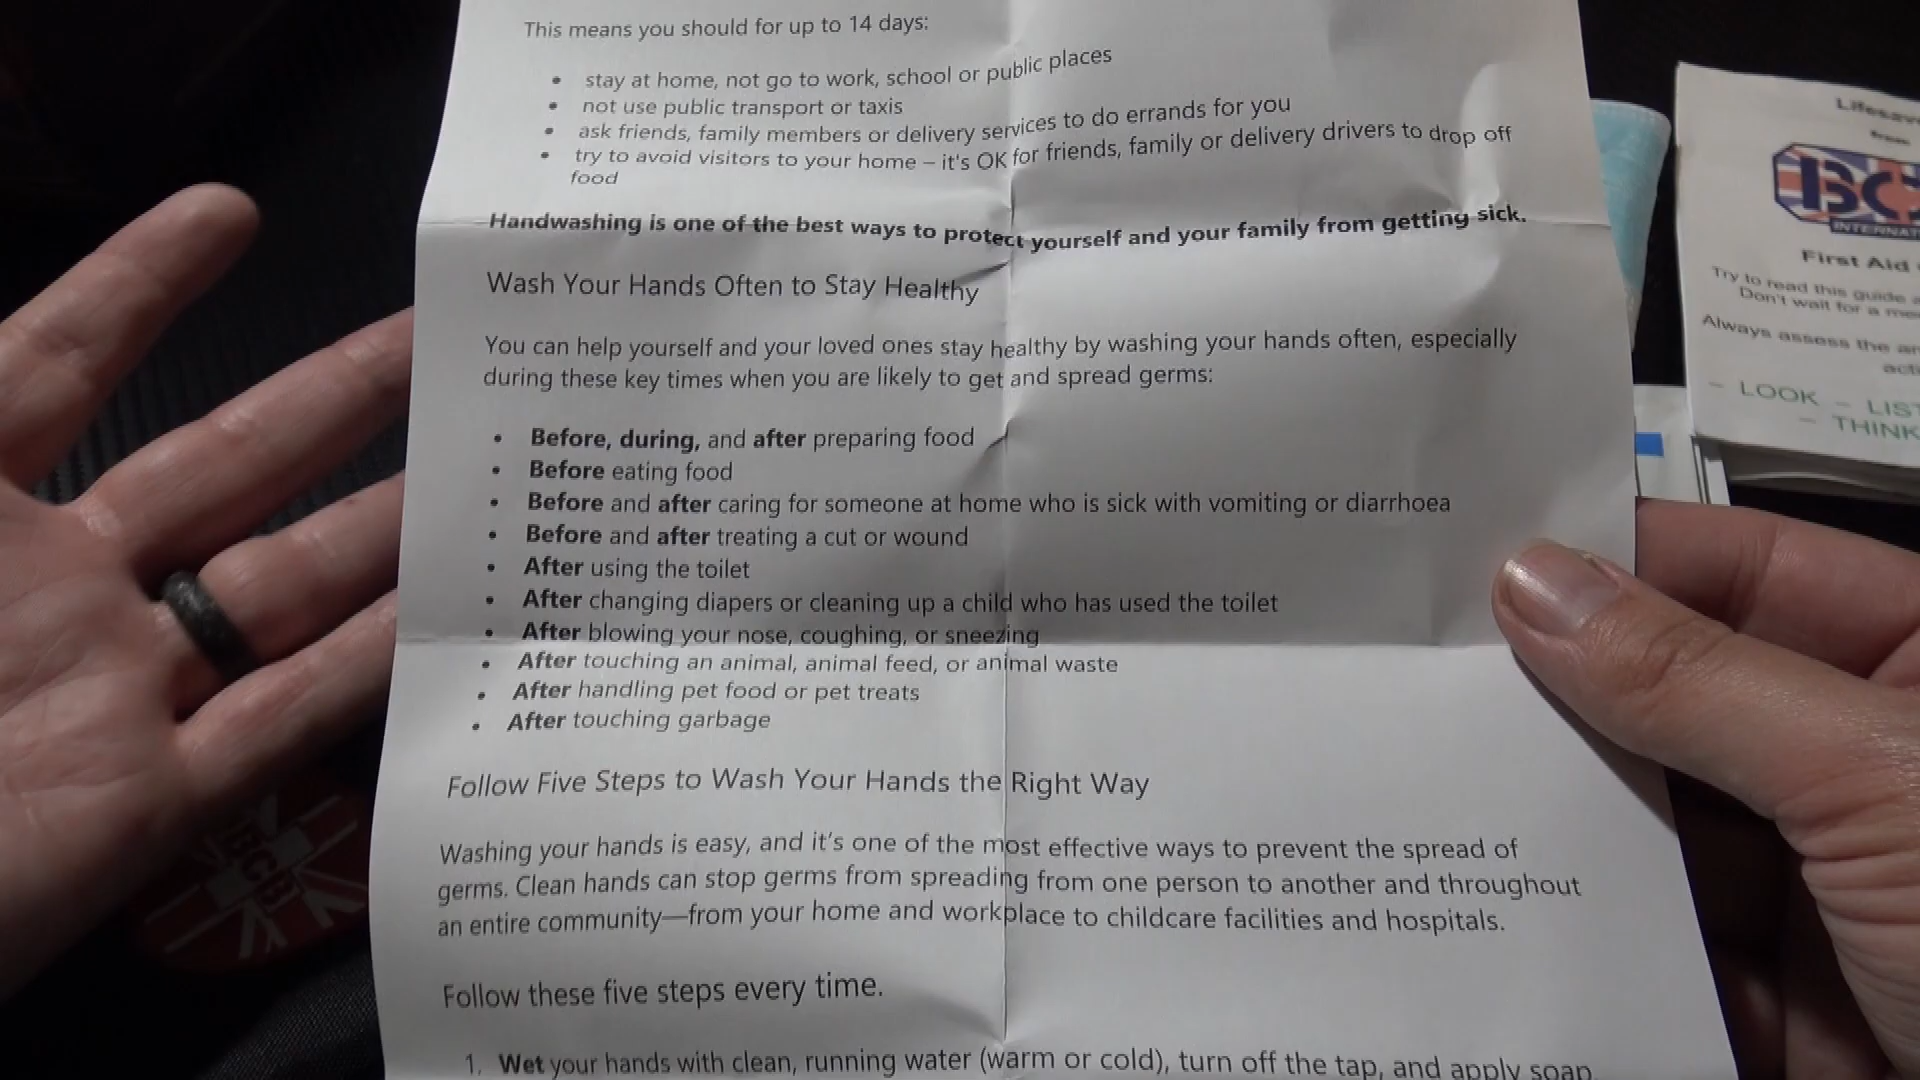 This means you should for up to 14 days:
• stay at home, not go to work, school or public places
• not use public transport or taxis
• ask friends, family members or delivery services to do errands for you
• try to avoid visitors to your home – it's OK for friends, family or delivery drivers to drop off
food
Handwashing is one of the best ways to protect yourself and your family from getting sick.
Wash Your Hands Often to Stay Healthy
You can help yourself and your loved ones stay healthy by washing your hands often, especially
during these key times when you are likely to get and spread germs:
• Before, during, and after preparing food
• Before eating food
• Before and after caring for someone at home who is sick with vomiting or diarrhoea
• Before and after treating a cut or wound
• After using the toilet
• After changing diapers or cleaning up a child who has used the toilet
• After blowing your nose, coughing, or sneezing
• After touching an animal, animal feed, or animal waste
• After handling pet food or pet treats
• After touching garbage
Follow Five Steps to Wash Your Hands the Right Way
Washing your hands is easy, and it's one of the most effective ways to prevent the spread of
germs. Clean hands can stop germs from spreading from one person to another and throughout
an entire community—from your home and workplace to childcare facilities and hospitals.
Follow these five steps every time.
1. Wet your hands with clean, running water (warm or cold), turn off the tap, and apply soap.
from
First Aid
Try to read this guide
Don't wait for a
Always assess the
– LOOK –
– THINK